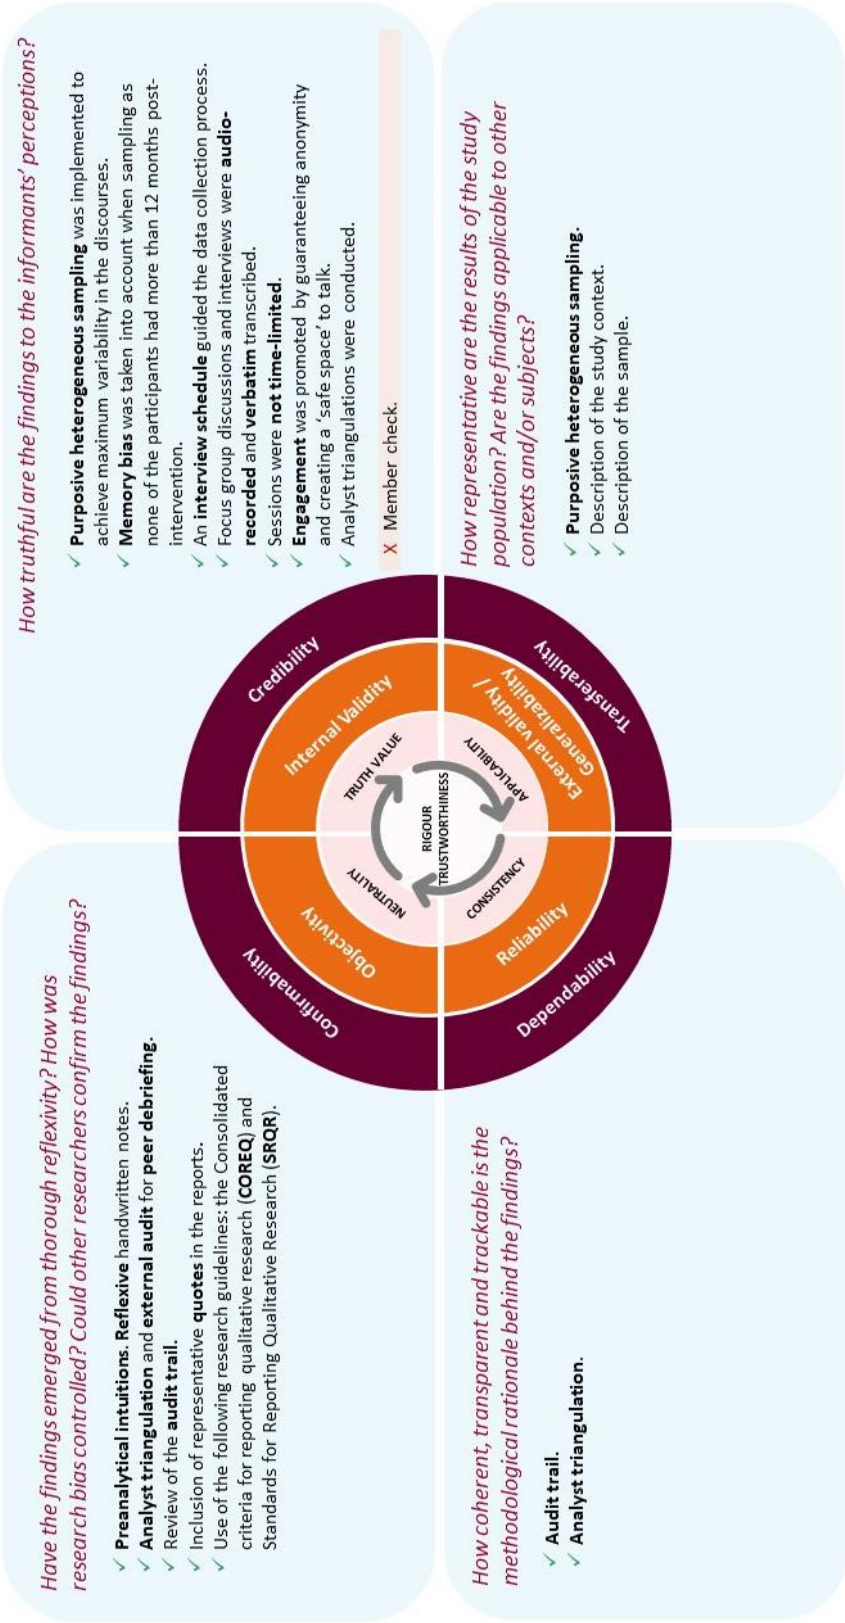 Have the findings emerged from thorough reflexivity? How was
research bias controlled? Could other researchers confirm the findings?
✓ Preanalytical intuitions. Reflexive handwritten notes.
✓ Analyst triangulation and external audit for peer debriefing.
✓ Review of the audit trail.
✓ Inclusion of representative quotes in the reports.
✓ Use of the following research guidelines: the Consolidated
criteria for reporting qualitative research (COREQ) and
Standards for Reporting Qualitative Research (SRQR).
How truthful are the findings to the informants' perceptions?
✓ Purposive heterogeneous sampling was implemented to
achieve maximum variability in the discourses.
✓ Memory bias was taken into account when sampling as
none of the participants had more than 12 months post-
intervention.
✓ An interview schedule guided the data collection process.
✓ Focus group discussions and interviews were audio-
recorded and verbatim transcribed.
✓ Sessions were not time-limited.
✓ Engagement was promoted by guaranteeing anonymity
and creating a 'safe space' to talk.
✓ Analyst triangulations were conducted.
X Member check.
Confirmability
Credibility
Objectivity
Internal Validity
NEUTRALITY
TRUTH VALUE
RIGOUR
TRUSTWORTHINESS
CONSISTENCY
APPLICABILITY
Reliability
External Validity /
Generalizability
Dependability
Transferability
How coherent, transparent and trackable is the
methodological rationale behind the findings?
✓ Audit trail.
✓ Analyst triangulation.
How representative are the results of the study
population? Are the findings applicable to other
contexts and/or subjects?
✓ Purposive heterogeneous sampling.
✓ Description of the study context.
✓ Description of the sample.